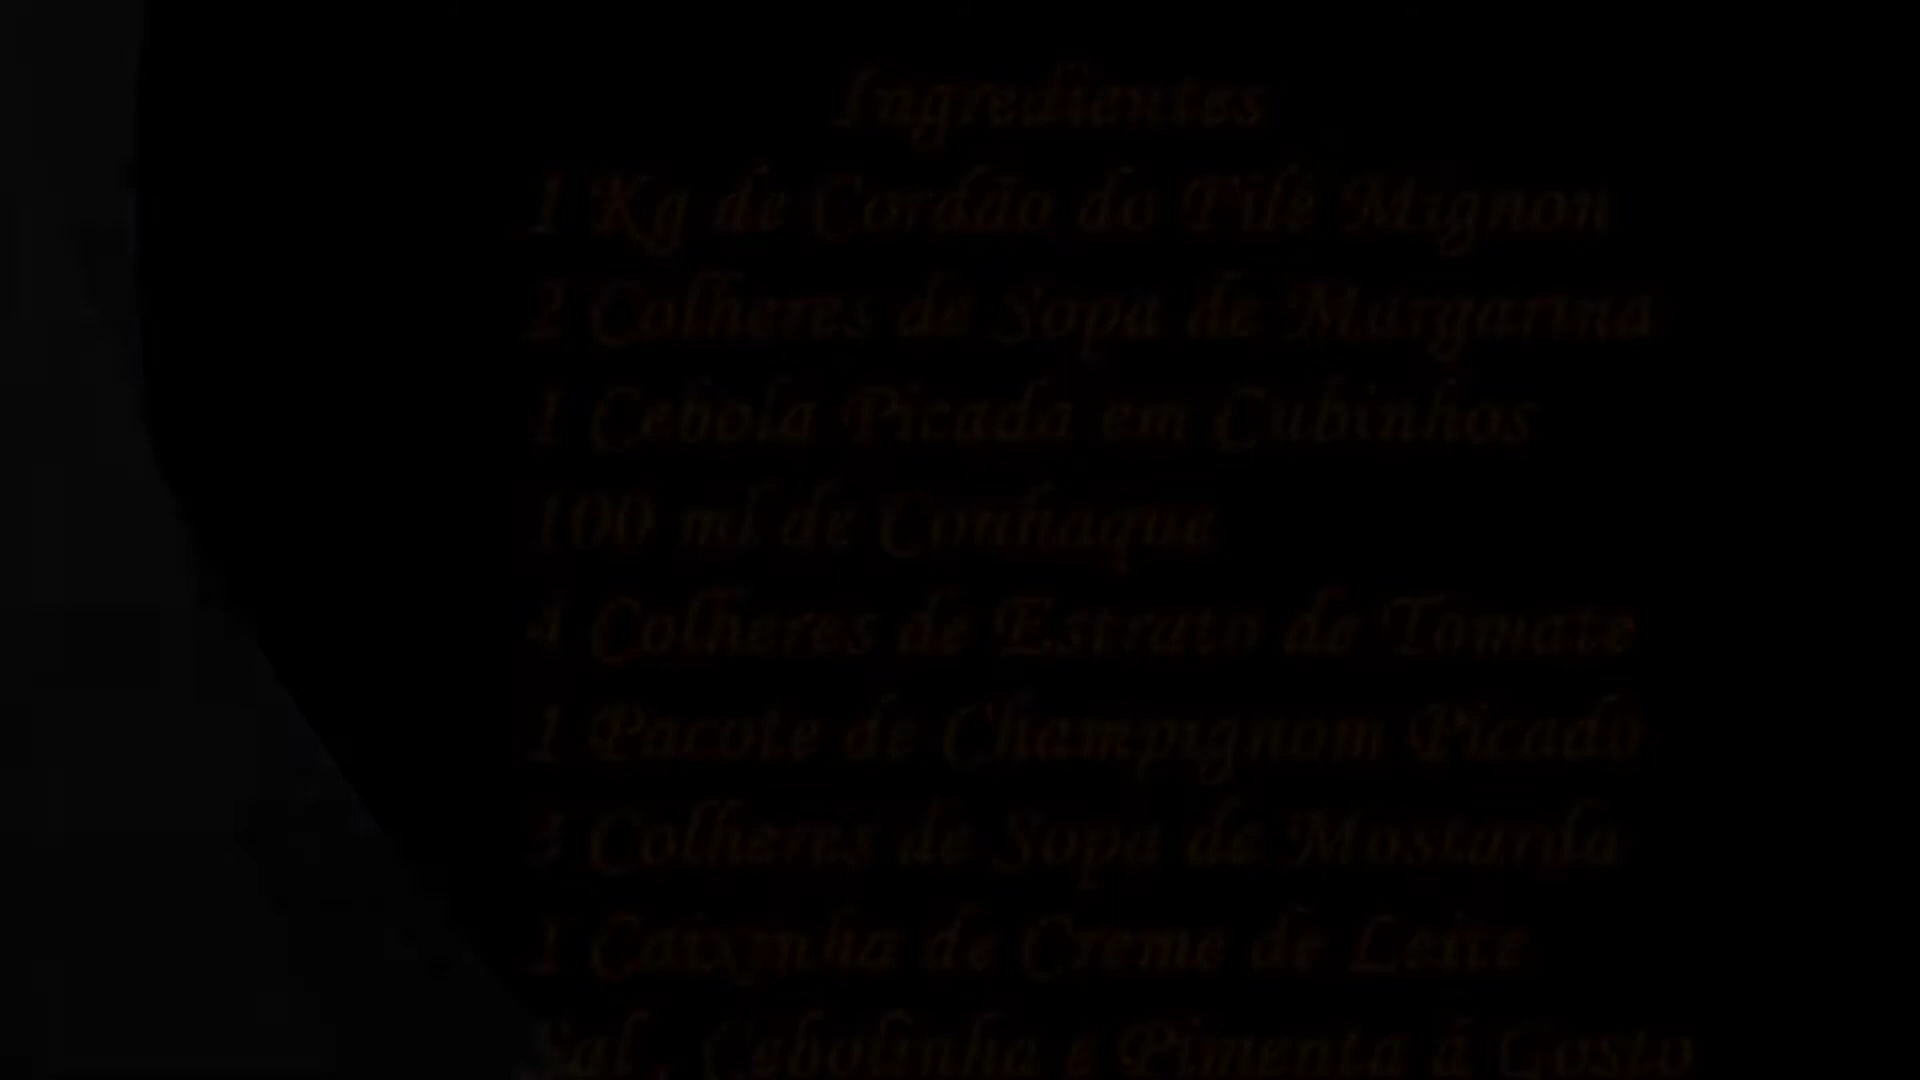 Ingredientes
1 Kg de Cordão do Filé Mignon
2 Colheres de Sopa de Margarina
1 Cebola Picada em Cubinhos
100 ml de Conhaque
4 Colheres de Estrato de Tomate
1 Pacote de Champignom Picado
3 Colheres de Sopa de Mostarda
1 Caixinha de Creme de Leite
Sal , Cebolinha e Pimenta á Gosto